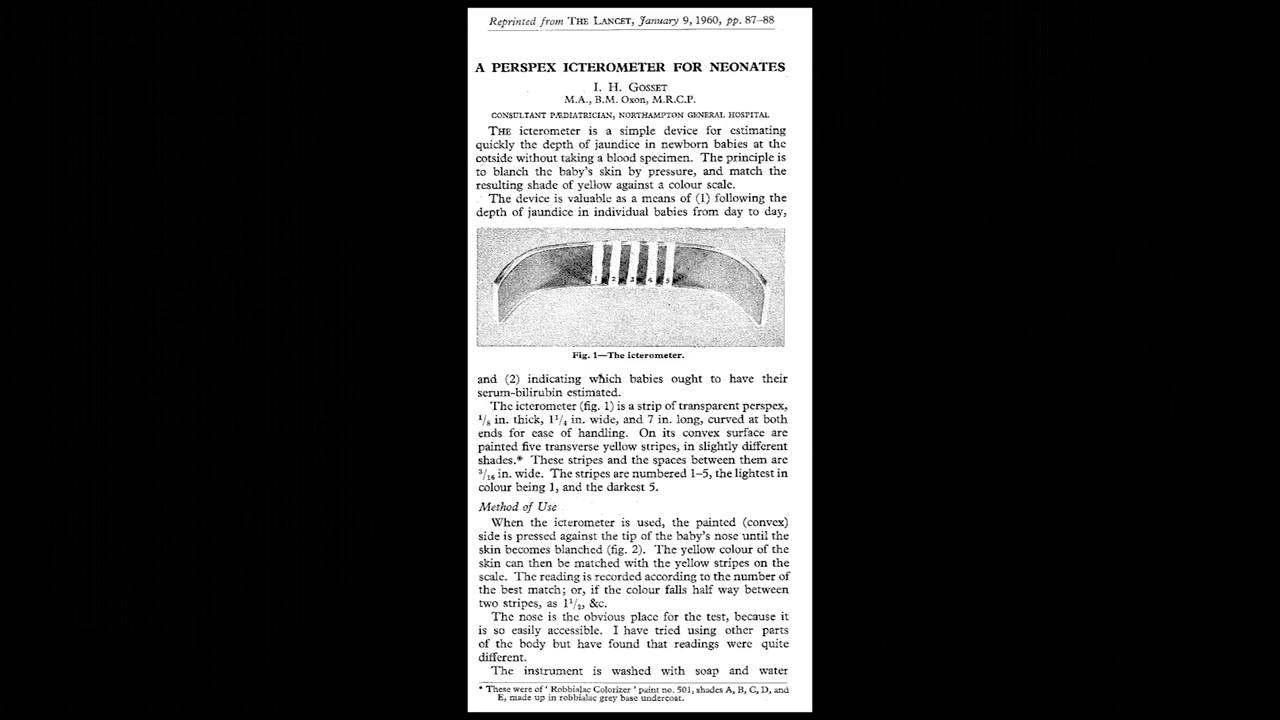 Reprinted from THE LANCET, January 9, 1960, pp. 87–88
A PERSPEX ICTEROMETER FOR NEONATES
I. H. GOSSET
M.A., B.M. Oxon, M.R.C.P.
CONSULTANT PÆDIATRICIAN, NORTHAMPTON GENERAL HOSPITAL
THE icterometer is a simple device for estimating
quickly the depth of jaundice in newborn babies at the
cotside without taking a blood specimen. The principle is
to blanch the baby's skin by pressure, and match the
resulting shade of yellow against a colour scale.
The device is valuable as a means of (1) following the
depth of jaundice in individual babies from day to day,
1 2 3 4 5
Fig. 1—The icterometer.
and (2) indicating which babies ought to have their
serum-bilirubin estimated.
The icterometer (fig. 1) is a strip of transparent perspex,
1/8 in. thick, 1 1/4 in. wide, and 7 in. long, curved at both
ends for ease of handling. On its convex surface are
painted five transverse yellow stripes, in slightly different
shades.* These stripes and the spaces between them are
3/16 in. wide. The stripes are numbered 1–5, the lightest in
colour being 1, and the darkest 5.
Method of Use
When the icterometer is used, the painted (convex)
side is pressed against the tip of the baby's nose until the
skin becomes blanched (fig. 2). The yellow colour of the
skin can then be matched with the yellow stripes on the
scale. The reading is recorded according to the number of
the best match; or, if the colour falls half way between
two stripes, as 1 1/2, &c.
The nose is the obvious place for the test, because it
is so easily accessible. I have tried using other parts
of the body but have found that readings were quite
different.
The instrument is washed with soap and water
* These were of ' Robbialac Colorizer ' paint no. 501, shades A, B, C, D, and
E, made up in robbialac grey base undercoat.